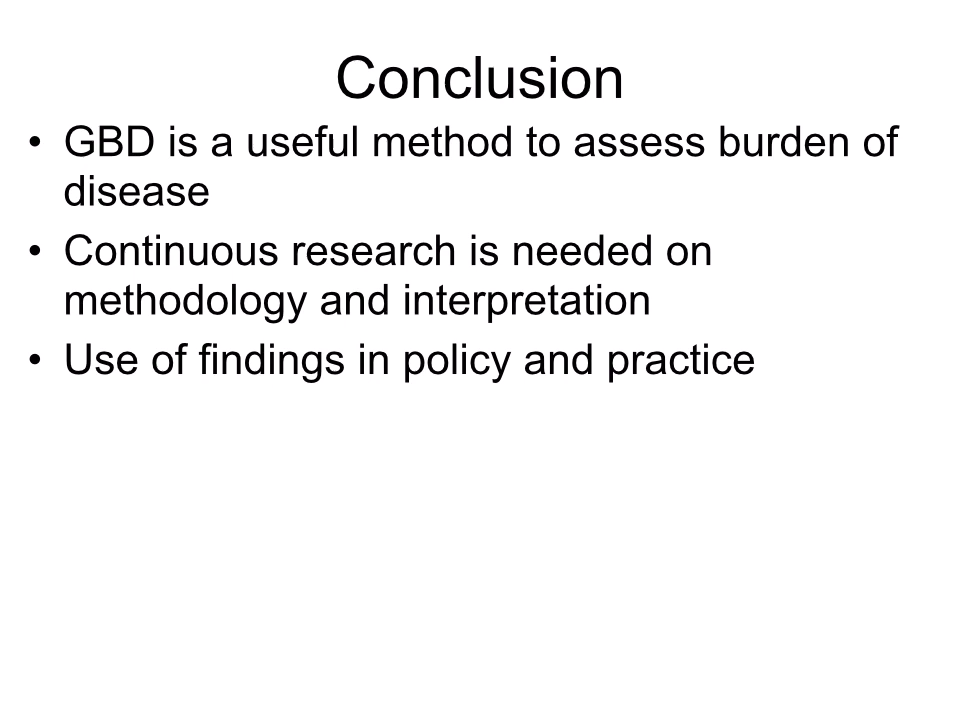 Conclusion
• GBD is a useful method to assess burden of
disease
• Continuous research is needed on
methodology and interpretation
• Use of findings in policy and practice